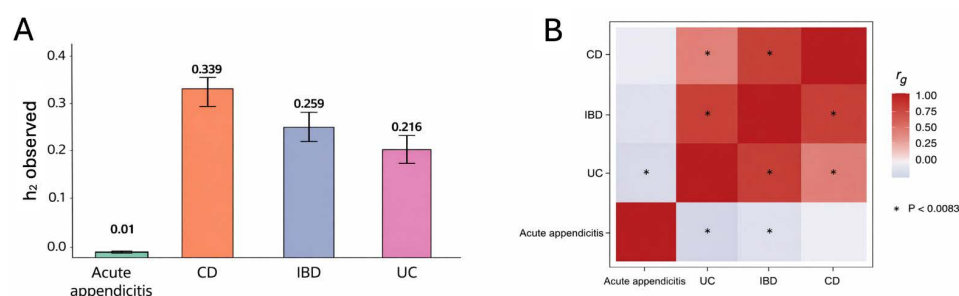 A
h₂ observed
0.4
0.3
0.2
0.1
0.0
0.01
0.339
0.259
0.216
Acute
appendicitis
CD
IBD
UC
B
CD
IBD
UC
Acute appendicitis
*
*
*
*
*
*
*
*
*
Acute appendicitis
UC
IBD
CD
r_g
1.00
0.75
0.50
0.25
0.00
* P < 0.0083